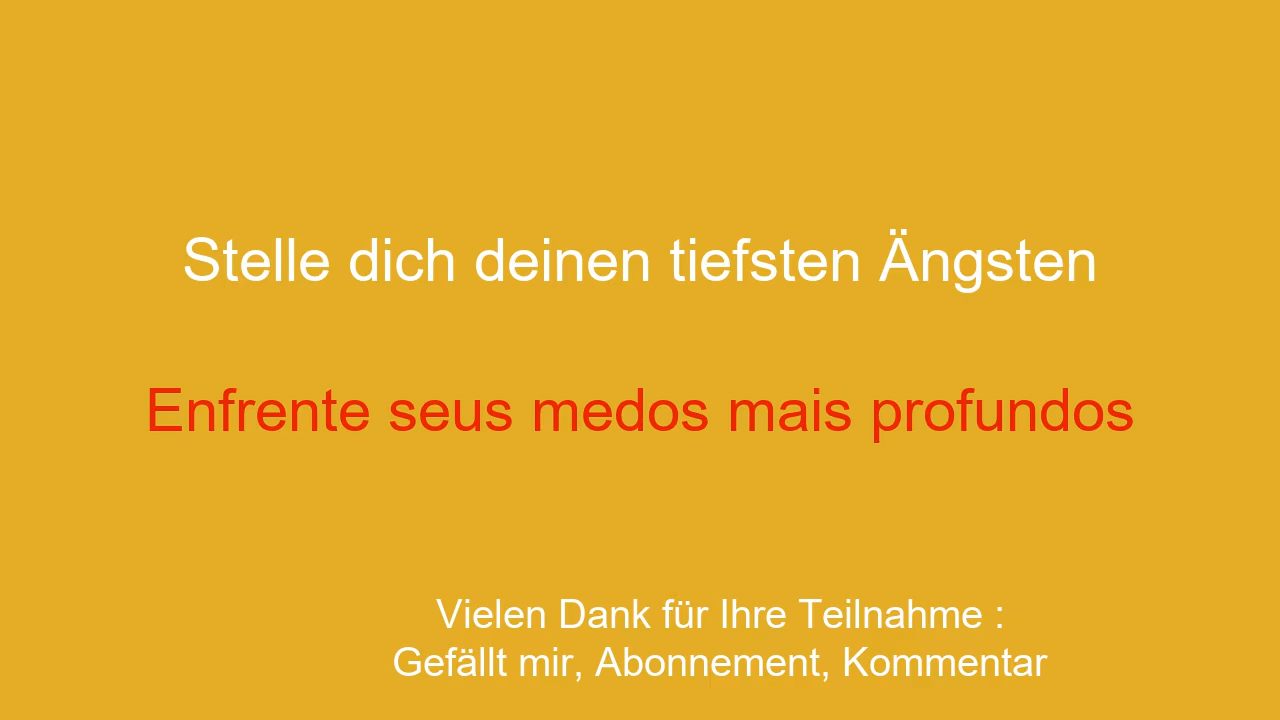 Stelle dich deinen tiefsten Ängsten
Enfrente seus medos mais profundos
Vielen Dank für Ihre Teilnahme :
Gefällt mir, Abonnement, Kommentar